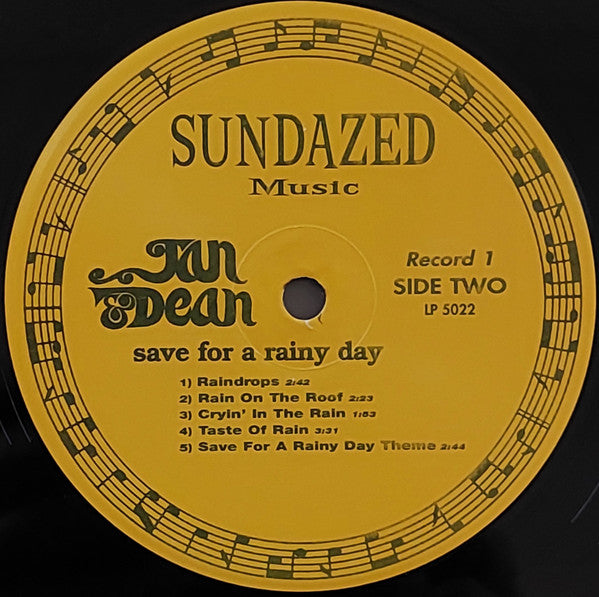 SUNDAZED
Music
Jan
& Dean
Record 1
SIDE TWO
LP 5022
save for a rainy day
1) Raindrops 2:42
2) Rain On The Roof 2:23
3) Cryin' In The Rain 1:53
4) Taste Of Rain 3:31
5) Save For A Rainy Day Theme 2:44